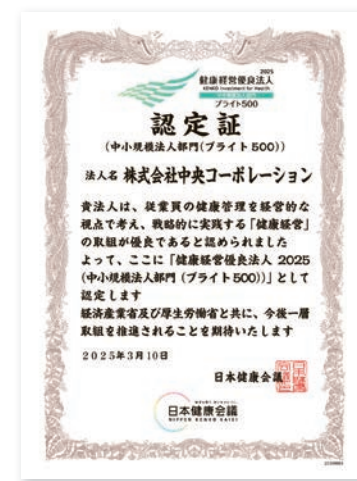 2025
健康経営優良法人
KENKO Investment for Health
中小規模法人部門
ブライト500
認定証
(中小規模法人部門(ブライト500))
法人名 株式会社中央コーポレーション
貴法人は、従業員の健康管理を経営的な
視点で考え、戦略的に実践する「健康経営」
の取組が優良であると認められました
よって、ここに「健康経営優良法人 2025
(中小規模法人部門 (ブライト500))」として
認定します
経済産業省及び厚生労働省と共に、今後一層
取組を推進されることを期待いたします
2025年3月10日
日本健康会議
日本健康会議
NIPPON KENKO KAIGI